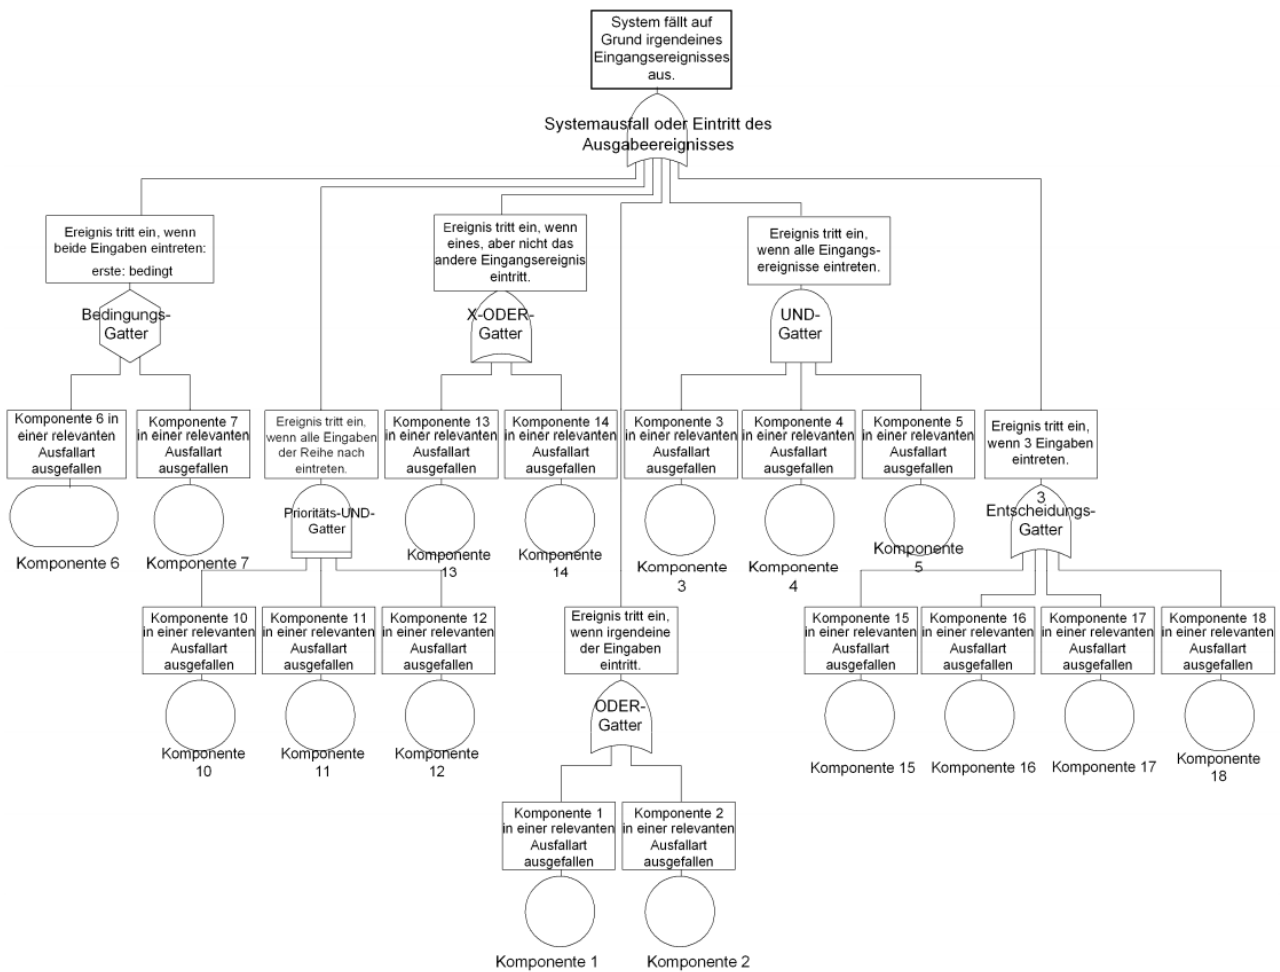 System fällt auf
Grund irgendeines
Eingangsereignisses
aus.
Systemausfall oder Eintritt des
Ausgabeereignisses
Ereignis tritt ein, wenn
beide Eingaben eintreten:
erste: bedingt
Bedingungs-
Gatter
Ereignis tritt ein, wenn
eines, aber nicht das
andere Eingangsereignis
eintritt.
X-ODER-
Gatter
Ereignis tritt ein,
wenn alle Eingangs-
ereignisse eintreten.
UND-
Gatter
Komponente 6 in
einer relevanten
Ausfallart
ausgefallen
Komponente 6
Komponente 7
in einer relevanten
Ausfallart
ausgefallen
Komponente 7
Ereignis tritt ein,
wenn alle Eingaben
der Reihe nach
eintreten.
Prioritäts-UND-
Gatter
Komponente 13
in einer relevanten
Ausfallart
ausgefallen
Komponente
13
Komponente 14
in einer relevanten
Ausfallart
ausgefallen
Komponente
14
Komponente 3
in einer relevanten
Ausfallart
ausgefallen
Komponente
3
Komponente 4
in einer relevanten
Ausfallart
ausgefallen
Komponente
4
Komponente 5
in einer relevanten
Ausfallart
ausgefallen
Komponente
5
Ereignis tritt ein,
wenn 3 Eingaben
eintreten.
3
Entscheidungs-
Gatter
Komponente 10
in einer relevanten
Ausfallart
ausgefallen
Komponente
10
Komponente 11
in einer relevanten
Ausfallart
ausgefallen
Komponente
11
Komponente 12
in einer relevanten
Ausfallart
ausgefallen
Komponente
12
Ereignis tritt ein,
wenn irgendeine
der Eingaben
eintritt.
ODER-
Gatter
Komponente 15
in einer relevanten
Ausfallart
ausgefallen
Komponente 15
Komponente 16
in einer relevanten
Ausfallart
ausgefallen
Komponente 16
Komponente 17
in einer relevanten
Ausfallart
ausgefallen
Komponente 17
Komponente 18
in einer relevanten
Ausfallart
ausgefallen
Komponente
18
Komponente 1
in einer relevanten
Ausfallart
ausgefallen
Komponente 1
Komponente 2
in einer relevanten
Ausfallart
ausgefallen
Komponente 2